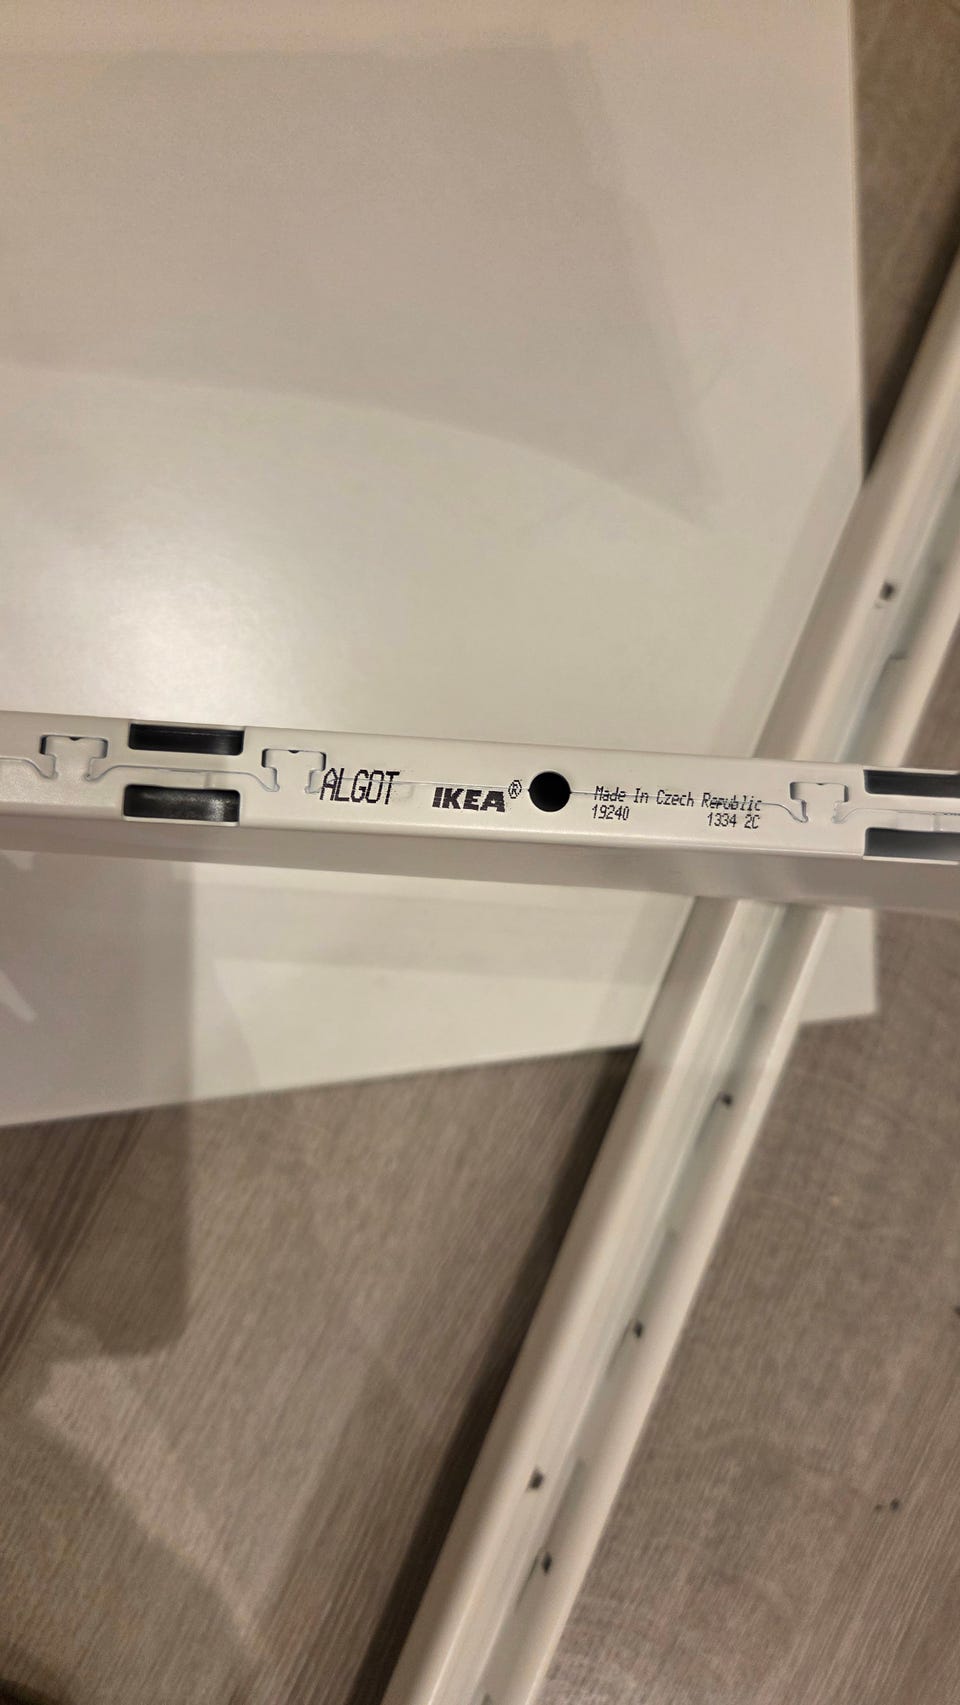 ALGOT IKEA® Made In Czech Republic
19240 1334 2C